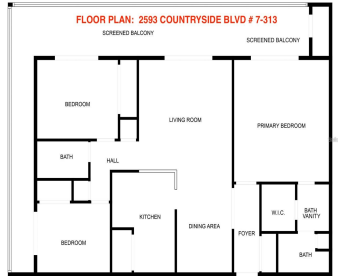 FLOOR PLAN: 2593 COUNTRYSIDE BLVD # 7-313
SCREENED BALCONY
SCREENED BALCONY
BEDROOM
LIVING ROOM
PRIMARY BEDROOM
BATH
HALL
W.I.C.
BATH
VANITY
KITCHEN
DINING AREA
FOYER
BEDROOM
BATH